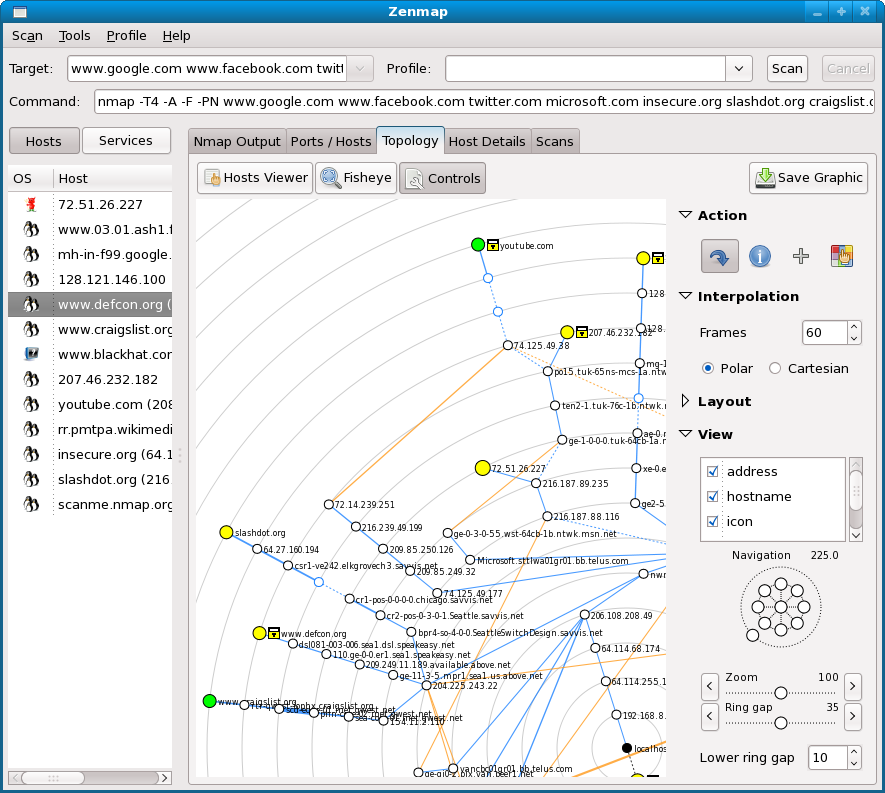 Zenmap
Scan Tools Profile Help
Target: www.google.com www.facebook.com twitt Profile: Scan Cancel
Command: nmap -T4 -A -F -PN www.google.com www.facebook.com twitter.com microsoft.com insecure.org slashdot.org craigslist.o
Hosts Services
Nmap Output Ports / Hosts Topology Host Details Scans
OS Host
72.51.26.227
www.03.01.ash1.f
mh-in-f99.google.
128.121.146.100
www.defcon.org (
www.craigslist.org
www.blackhat.com
207.46.232.182
youtube.com (208
rr.pmtpa.wikimedi
insecure.org (64.1
slashdot.org (216
scanme.nmap.org
Hosts Viewer Fisheye Controls Save Graphic
youtube.com
128
207.46.232.182
128.
74.125.49.38
mg-1
po15.tuk-65ns-mcs-1a.ntwk.
ten2-1.tuk-76c-1b.ntwk.
ae-0.
ge-1-0-0-0.tuk-64cb-1a.
72.51.26.227
xe-0.e
216.187.89.235
ge2-5
72.14.239.251
216.187.88.116
216.239.49.199
slashdot.org
ge-0-3-0-55.wst-64cb-1b.ntwk.msn.net
64.27.160.194
209.85.250.126
Microsoft.sttlwa01gr01.bb.telus.com
csr1-ve242.elkgrovech3.savvis.net
209.85.249.32
nwr
74.125.49.177
cr1-pos-0-0-0-0.chicago.savvis.net
cr2-pos-0-3-0-1.Seattle.savvis.net
206.108.208.49
www.defcon.org
bpr4-so-4-0-0.SeattleSwitchDesign.savvis.net
dsl081-003-006.sea1.dsl.speakeasy.net
64.114.68.174
110.ge-0-0.er1.sea1.speakeasy.net
209.249.11.189.available.above.net
ge-11-3-5.mpr1.sea1.us.above.net
64.114.255.1
204.225.243.22
www.craigslist.org
154.11.2.110
192.168.8.
localhos
vancbc01gr01.bb.telus.com
Action
Interpolation
Frames 60
Polar Cartesian
Layout
View
address
hostname
icon
Navigation 225.0
Zoom 100
Ring gap 35
Lower ring gap 10